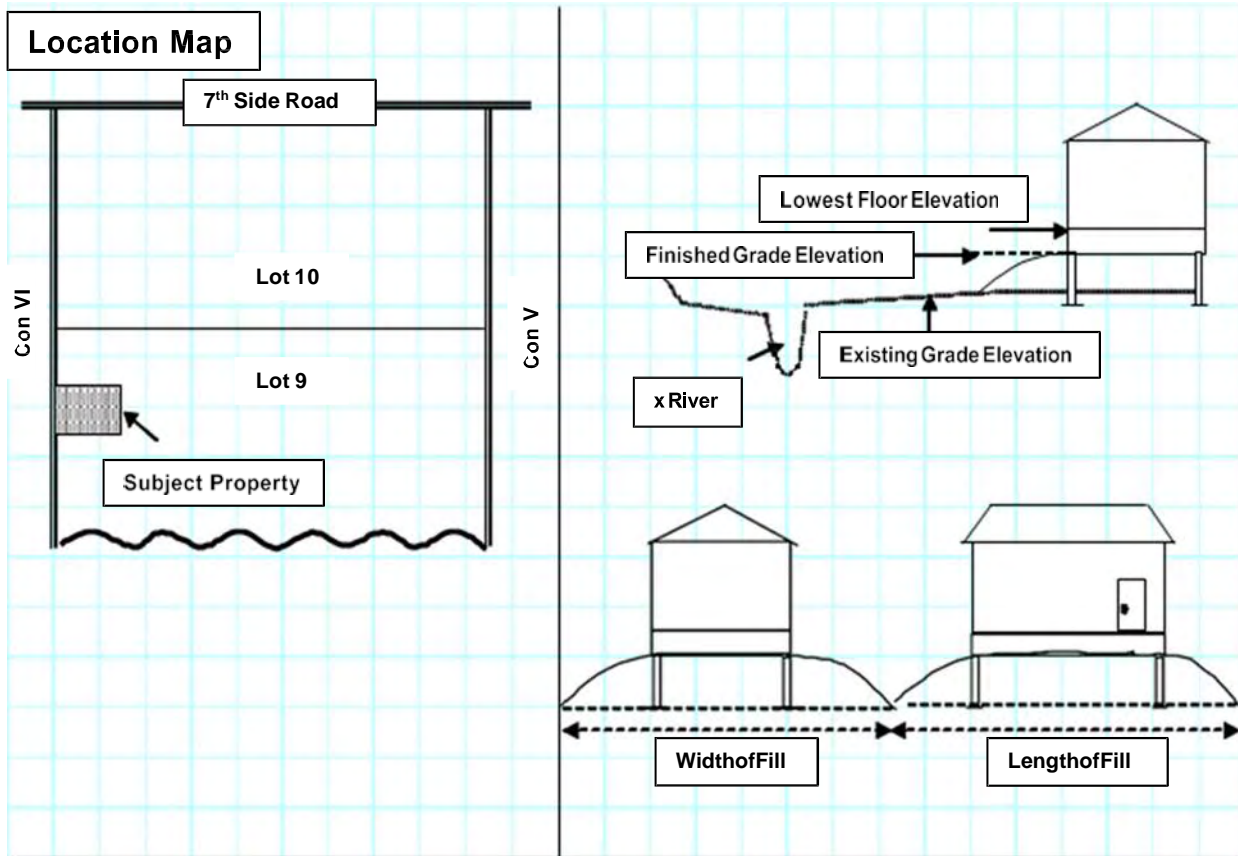 Location Map
7th Side Road
Lot 10
Con VI
Con V
Lot 9
Subject Property
Lowest Floor Elevation
Finished Grade Elevation
Existing Grade Elevation
x River
WidthofFill
LengthofFill